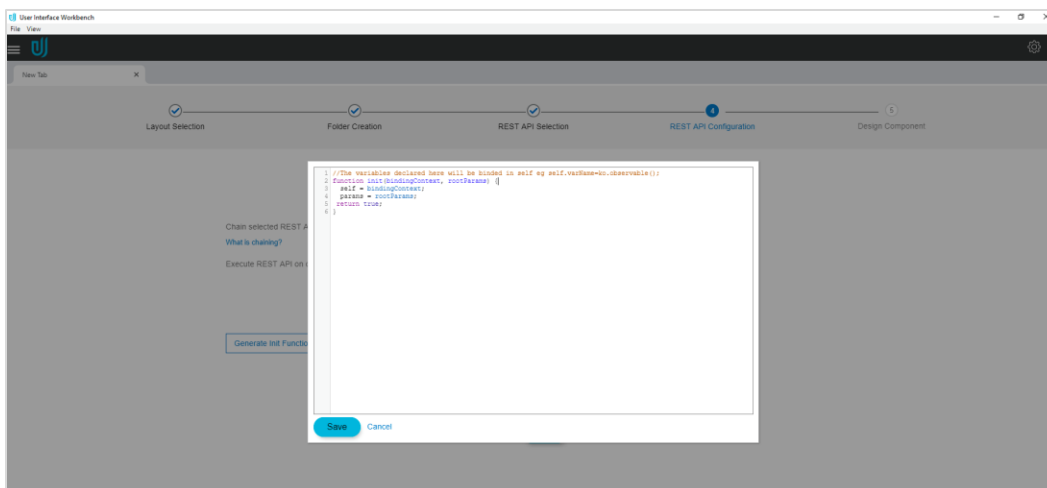 User Interface Workbench
File View
New Tab
4
5
Layout Selection
Folder Creation
REST API Selection
REST API Configuration
Design Component
1 //The variables declared here will be binded in self eg self.varName=ko.observable();
2 function init(bindingContext, rootParams) {
3 self = bindingContext;
4 params = rootParams;
5 return true;
6 }
Chain selected REST A
What is chaining?
Execute REST API on
Generate Init Functio
Save Cancel